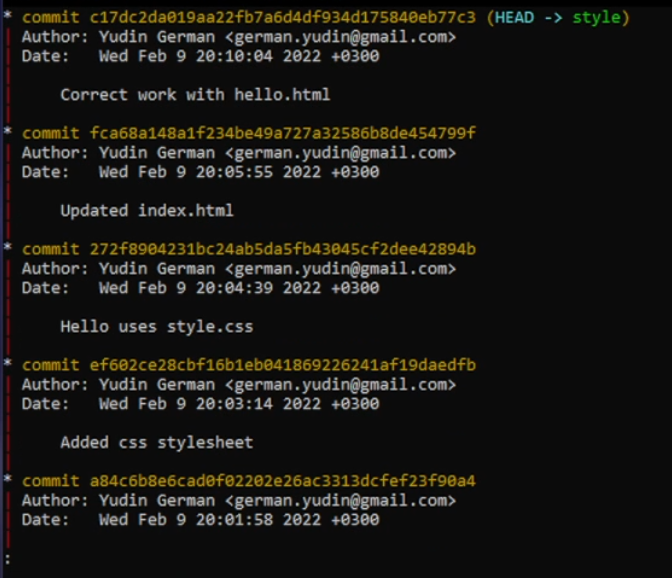 * commit c17dc2da019aa22fb7a6d4df934d175840eb77c3 (HEAD -> style)
| Author: Yudin German <german.yudin@gmail.com>
| Date:   Wed Feb 9 20:10:04 2022 +0300
|
|     Correct work with hello.html
|
* commit fca68a148a1f234be49a727a32586b8de454799f
| Author: Yudin German <german.yudin@gmail.com>
| Date:   Wed Feb 9 20:05:55 2022 +0300
|
|     Updated index.html
|
* commit 272f8904231bc24ab5da5fb43045cf2dee42894b
| Author: Yudin German <german.yudin@gmail.com>
| Date:   Wed Feb 9 20:04:39 2022 +0300
|
|     Hello uses style.css
|
* commit ef602ce28cbf16b1eb041869226241af19daedfb
| Author: Yudin German <german.yudin@gmail.com>
| Date:   Wed Feb 9 20:03:14 2022 +0300
|
|     Added css stylesheet
|
* commit a84c6b8e6cad0f02202e26ac3313dcfef23f90a4
| Author: Yudin German <german.yudin@gmail.com>
| Date:   Wed Feb 9 20:01:58 2022 +0300
|
: